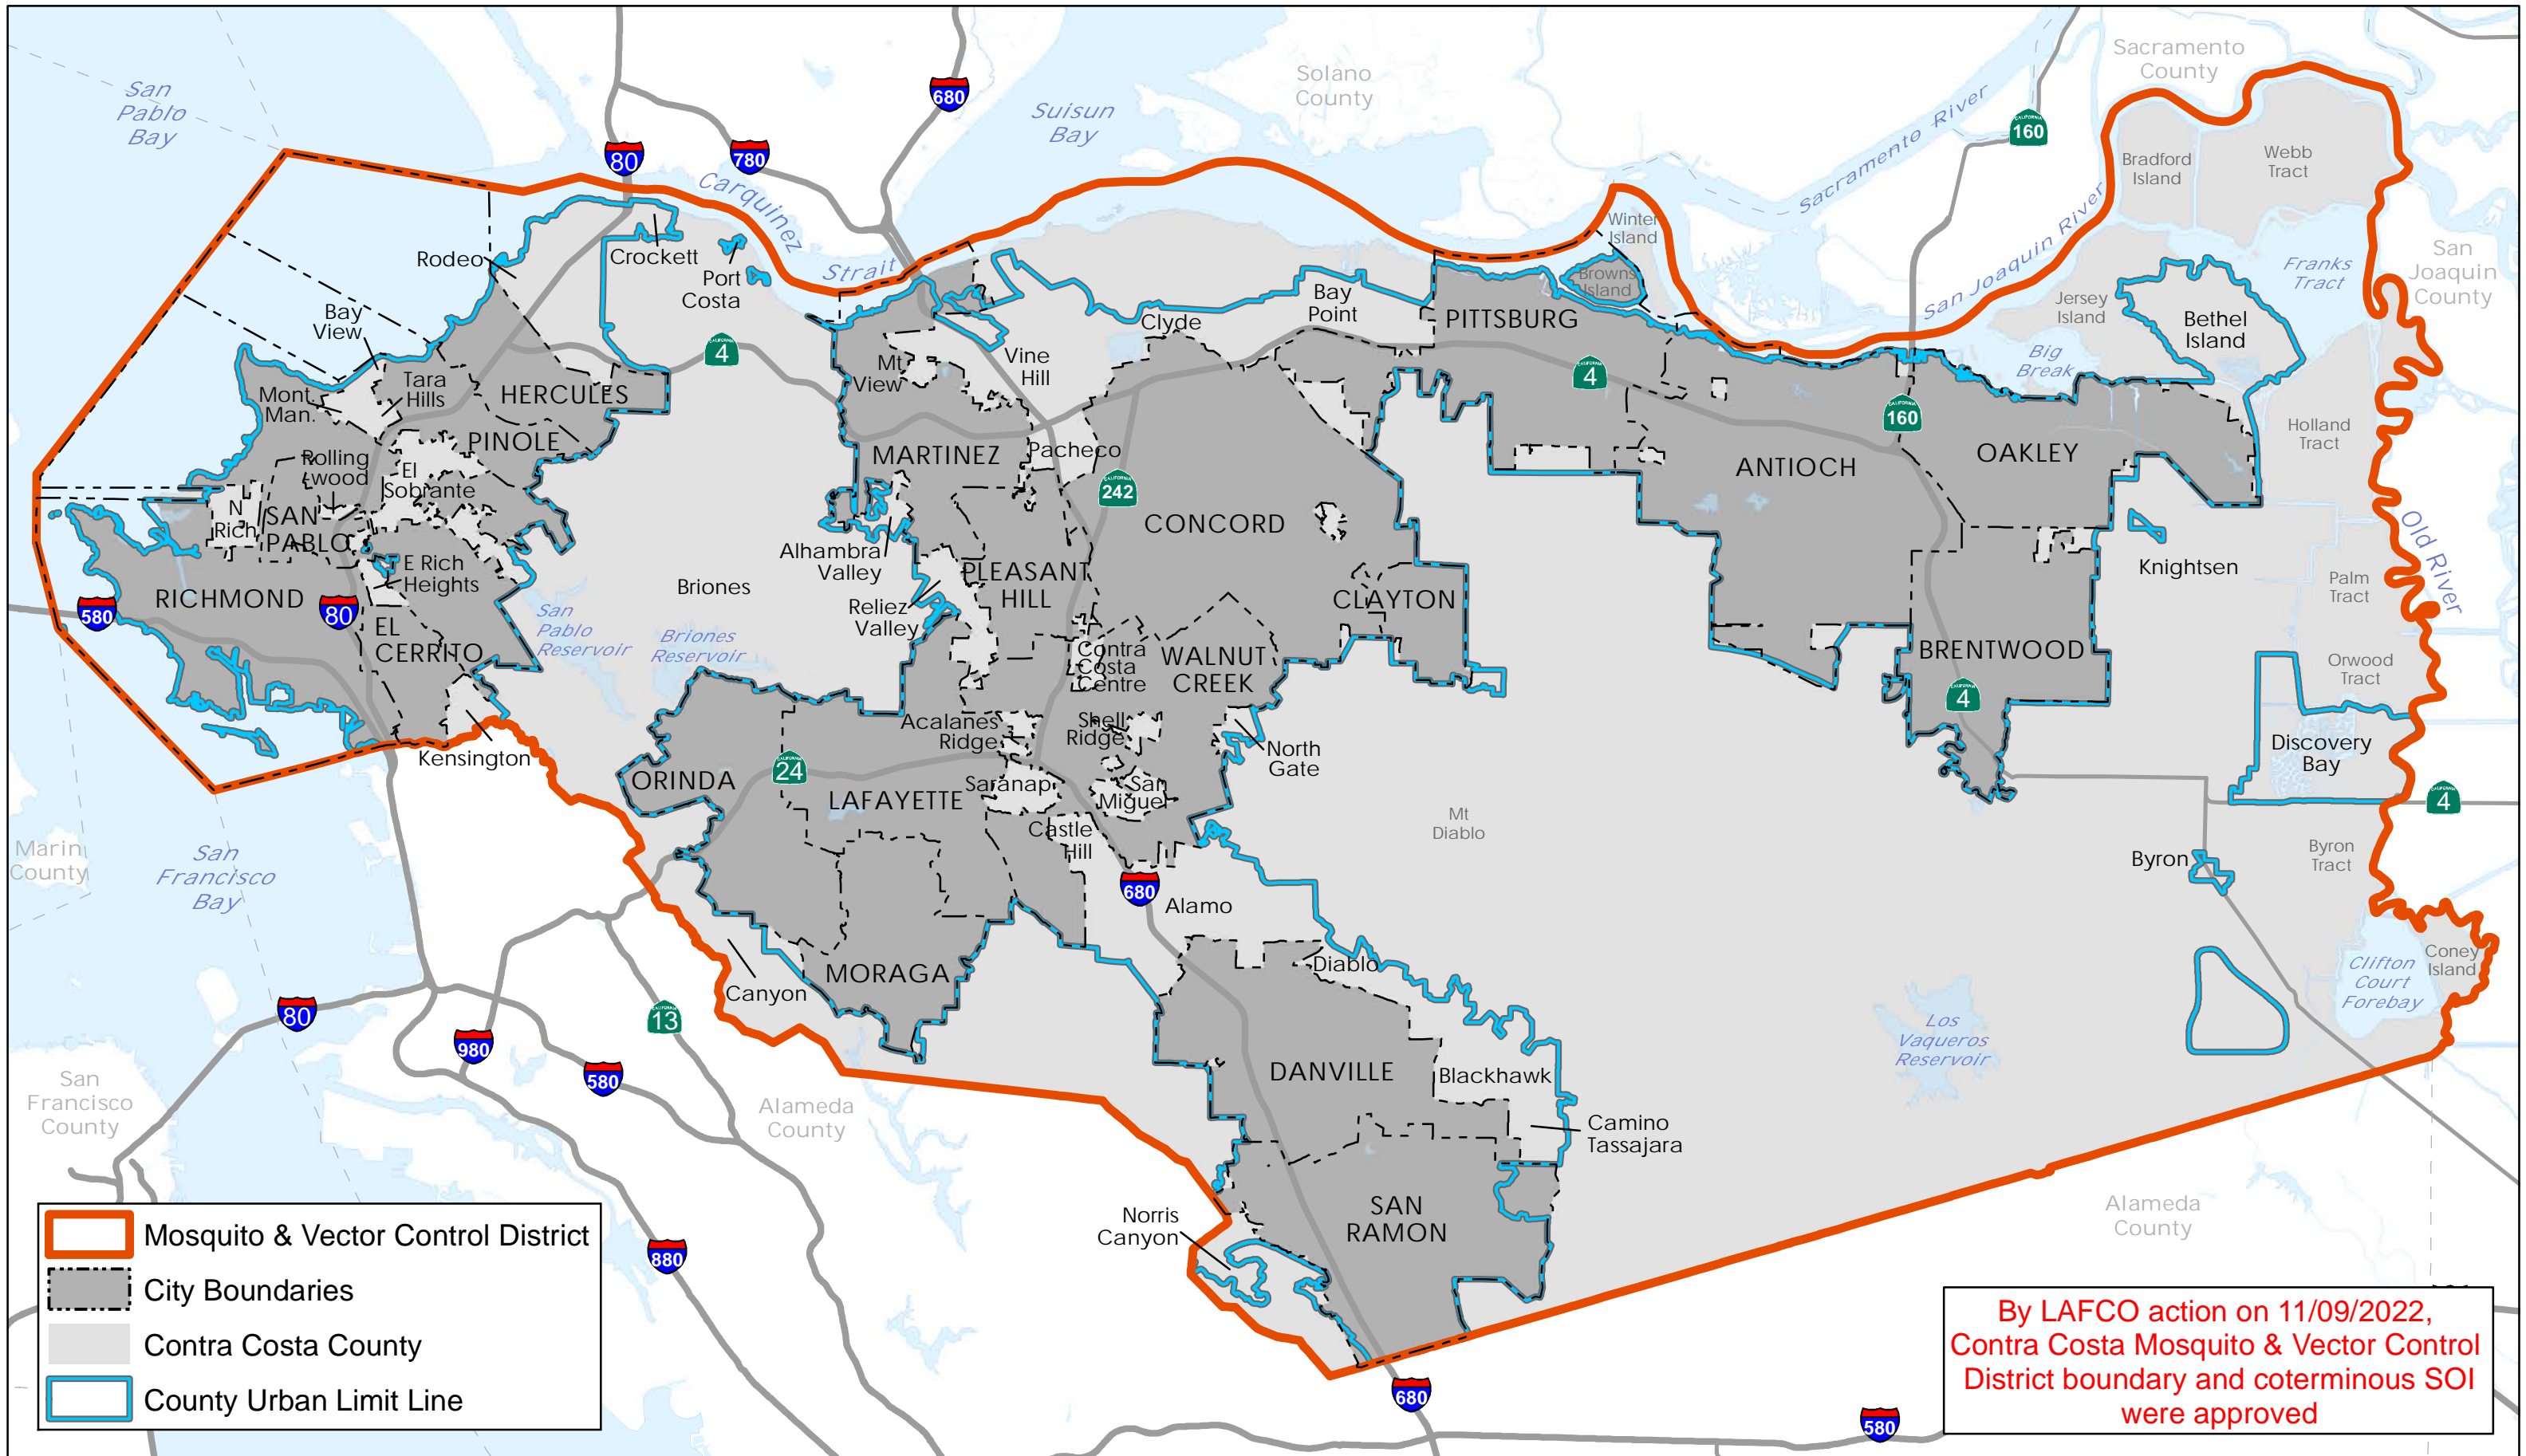 Sacramento
County
Solano
County
San
Pablo
Bay
680
Suisun
Bay
160
Sacramento River
80
780
Bradford
Island
Webb
Tract
Carquinez
Strait
Winter
Island
San Joaquin River
San
Joaquin
County
Franks
Tract
Rodeo
Crockett
Port
Costa
Bay
Point
Browns
Island
Jersey
Island
Bethel
Island
Bay
View
Clyde
PITTSBURG
4
Mt
View
Vine
Hill
4
Big
Break
Tara
Hills
HERCULES
Mont
Man.
160
Holland
Tract
PINOLE
Rolling
-wood
El
Sobrante
MARTINEZ
Pacheco
242
ANTIOCH
OAKLEY
N
Rich
SAN
PABLO
CONCORD
Old River
Alhambra
Valley
E Rich
Heights
Briones
PLEASANT
HILL
CLAYTON
Knightsen
Palm
Tract
580
RICHMOND
80
San
Pablo
Reservoir
Reliez
Valley
EL
CERRITO
Briones
Reservoir
Contra
Costa
Centre
WALNUT
CREEK
BRENTWOOD
Orwood
Tract
4
Acalanes
Ridge
Shell
Ridge
North
Gate
Discovery
Bay
Kensington
ORINDA
24
LAFAYETTE
Saranap
San
Miguel
4
Mt
Diablo
Castle
Hill
Marin
County
San
Francisco
Bay
Byron
Byron
Tract
680
Alamo
MORAGA
Canyon
Diablo
Clifton
Court
Forebay
Coney
Island
80
13
980
580
Los
Vaqueros
Reservoir
DANVILLE
Blackhawk
San
Francisco
County
Alameda
County
Camino
Tassajara
SAN
RAMON
Norris
Canyon
Alameda
County
880
680
580
Mosquito & Vector Control District
City Boundaries
Contra Costa County
County Urban Limit Line
By LAFCO action on 11/09/2022,
Contra Costa Mosquito & Vector Control
District boundary and coterminous SOI
were approved